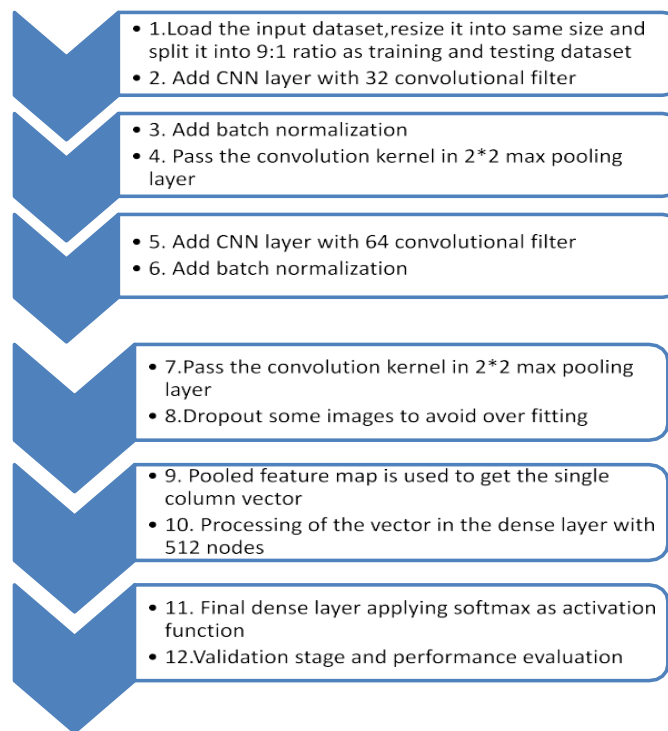 • 1.Load the input dataset,resize it into same size and
split it into 9:1 ratio as training and testing dataset
• 2. Add CNN layer with 32 convolutional filter
• 3. Add batch normalization
• 4. Pass the convolution kernel in 2*2 max pooling
layer
• 5. Add CNN layer with 64 convolutional filter
• 6. Add batch normalization
• 7.Pass the convolution kernel in 2*2 max pooling
layer
• 8.Dropout some images to avoid over fitting
• 9. Pooled feature map is used to get the single
column vector
• 10. Processing of the vector in the dense layer with
512 nodes
• 11. Final dense layer applying softmax as activation
function
• 12.Validation stage and performance evaluation